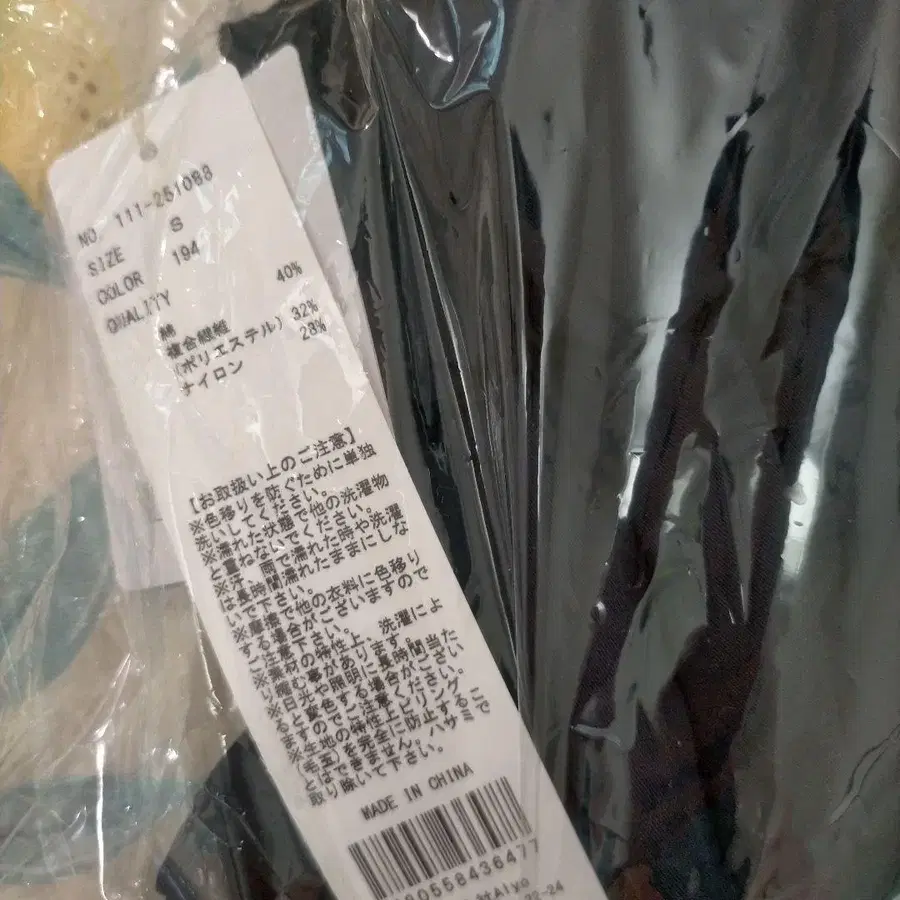 NO. 111-251088
SIZE S
COLOR 194
QUALITY
綿 40%
複合繊維
(ポリエステル) 32%
ナイロン 28%
【お取扱い上のご注意】
※色移りを防ぐために単独
洗いしてください。
※濡れた状態で他の洗濯物
と重ねないでください。
※汗、雨で濡れた時や洗濯
は長時間濡れたままにしな
いで下さい。
※摩擦で他の衣料に色移り
する場合がございますので
ご注意下さい。
※素材の特性上、洗濯によ
り縮む事があります。
※日光や照明に長時間当た
ると変色する場合がござい
ますのでご注意ください。
※生地の特性上ピリング
(毛玉)を完全に防止するこ
とはできません。ハサミで
取り除いて下さい。
MADE IN CHINA